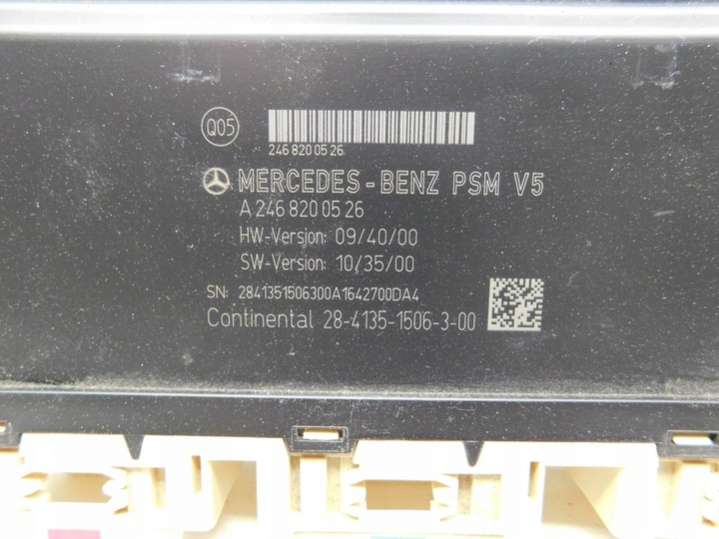 Q05
246 820 05 26
MERCEDES-BENZ PSM V5
A 246 820 05 26
HW-Version: 09/40/00
SW-Version: 10/35/00
SN: 2841351506300A1642700DA4
Continental 28-4135-1506-3-00